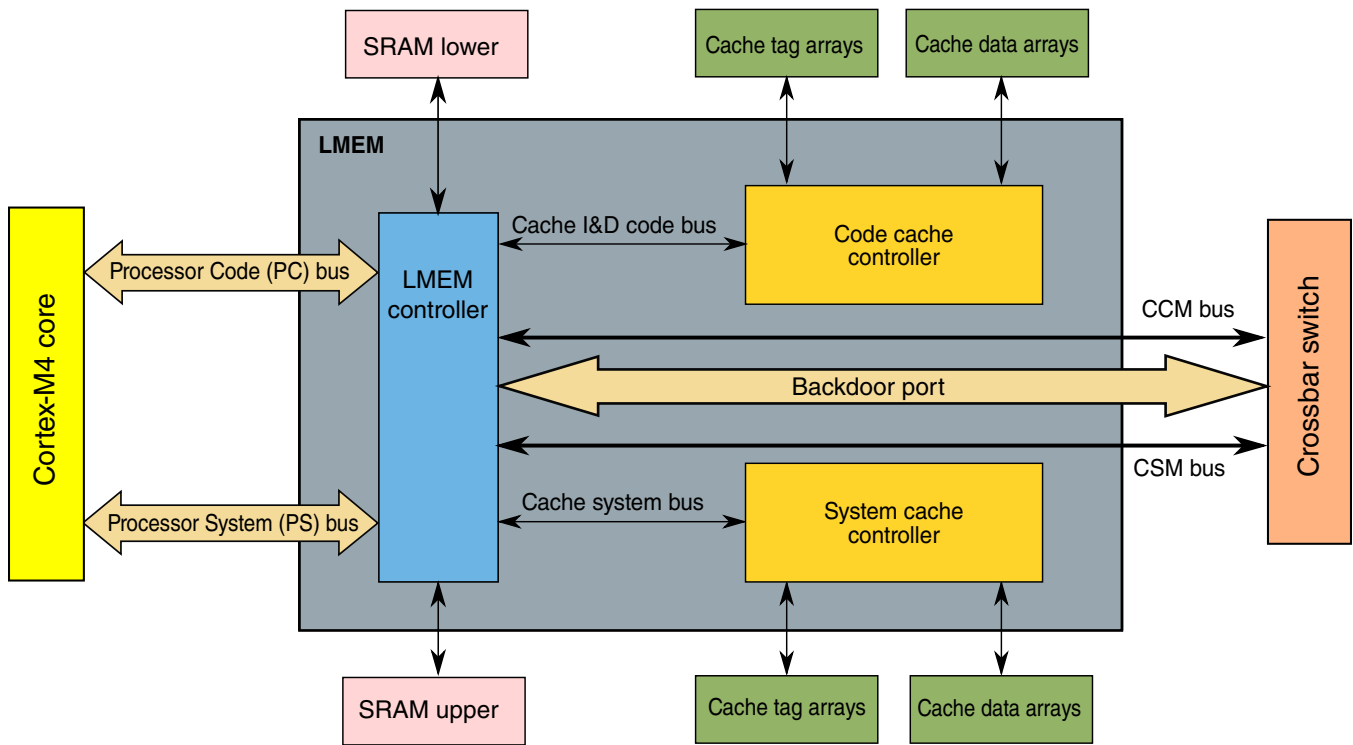 SRAM lower
Cache tag arrays
Cache data arrays
LMEM
Cortex-M4 core
Processor Code (PC) bus
LMEM
controller
Cache I&D code bus
Code cache
controller
CCM bus
Backdoor port
Crossbar switch
CSM bus
Processor System (PS) bus
Cache system bus
System cache
controller
SRAM upper
Cache tag arrays
Cache data arrays